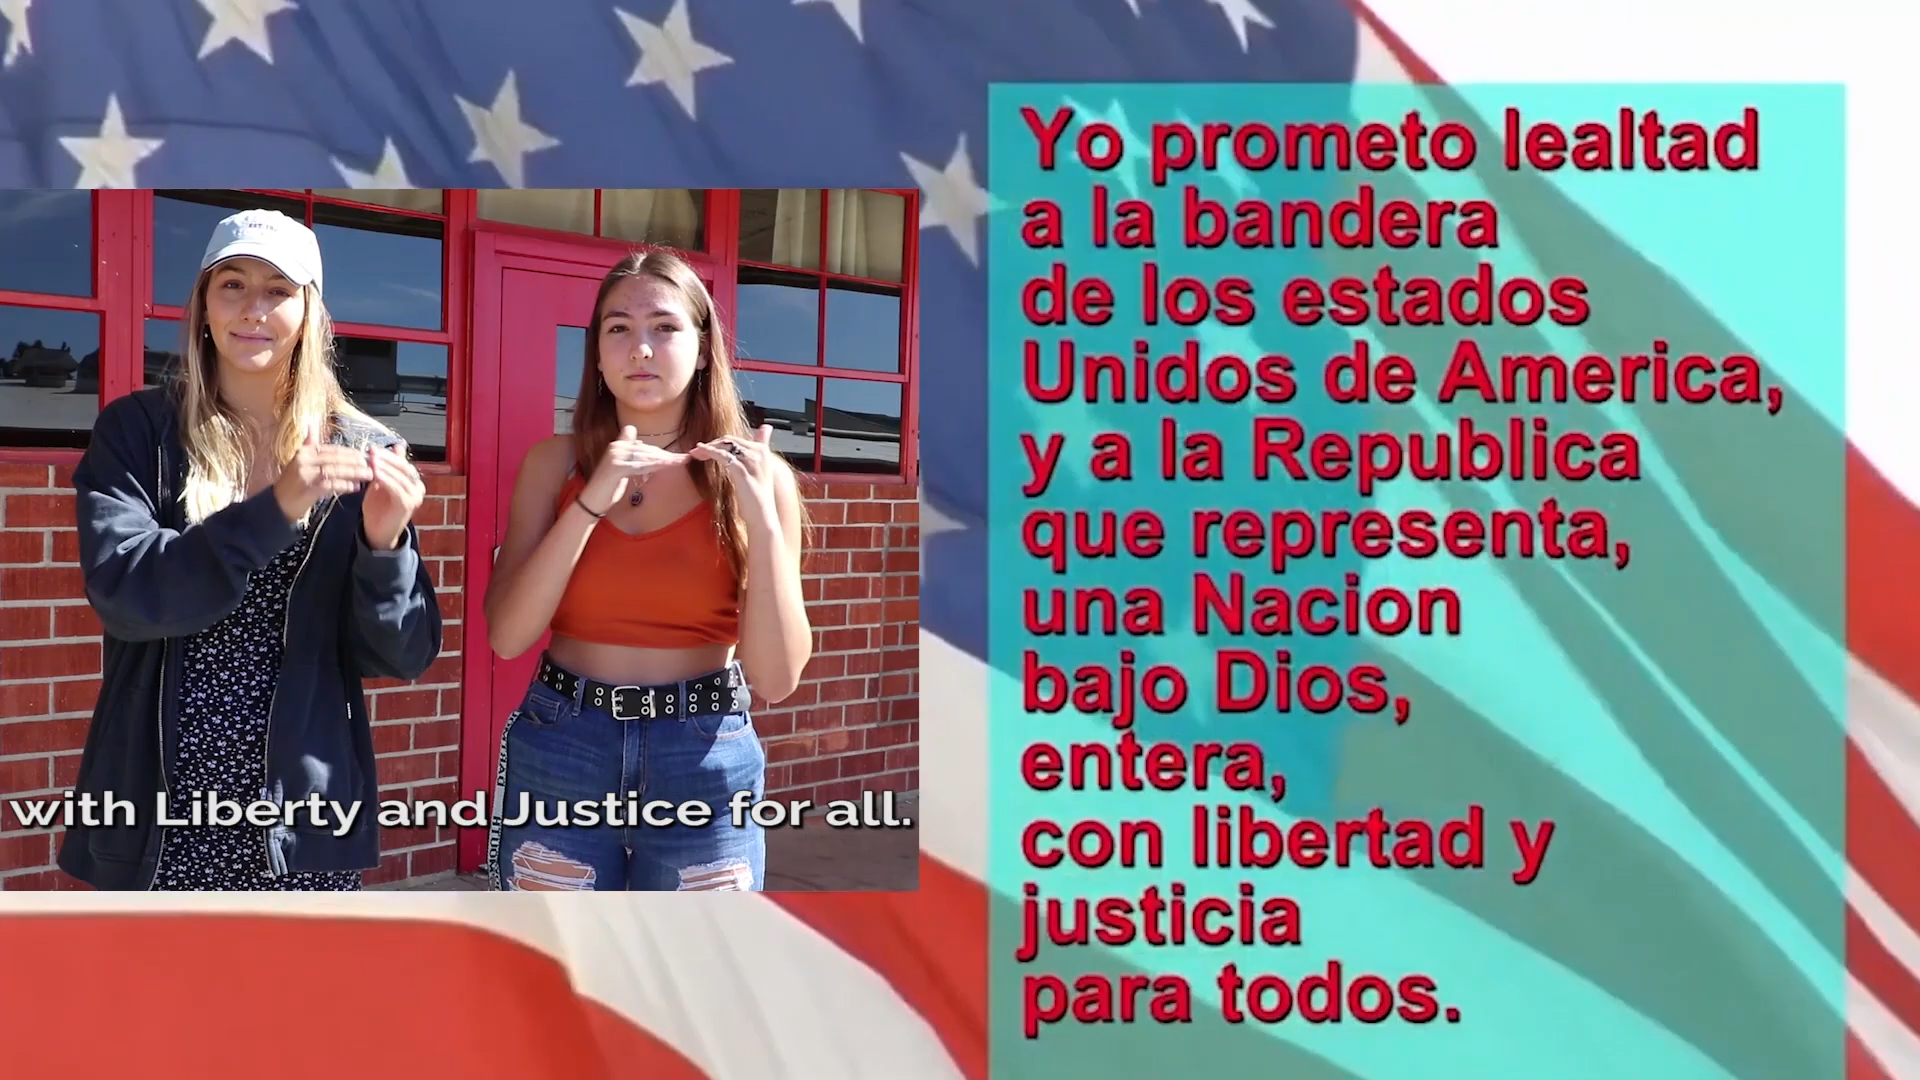 with Liberty and Justice for all.
Yo prometo lealtad
a la bandera
de los estados
Unidos de America,
y a la Republica
que representa,
una Nacion
bajo Dios,
entera,
con libertad y
justicia
para todos.